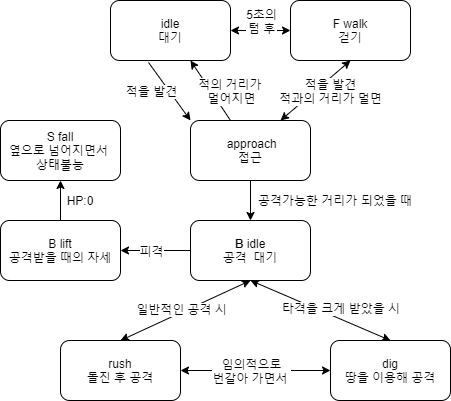 idle
대기
5초의
텀 후
F walk
걷기
적을 발견
적의 거리가
멀어지면
적을 발견
적과의 거리가 멀면
S fall
옆으로 넘어지면서
상태불능
approach
접근
HP:0
공격가능한 거리가 되었을 때
B lift
공격받을 때의 자세
피격
B idle
공격 대기
일반적인 공격 시
타격을 크게 받았을 시
rush
돌진 후 공격
임의적으로
번갈아 가면서
dig
땅을 이용해 공격